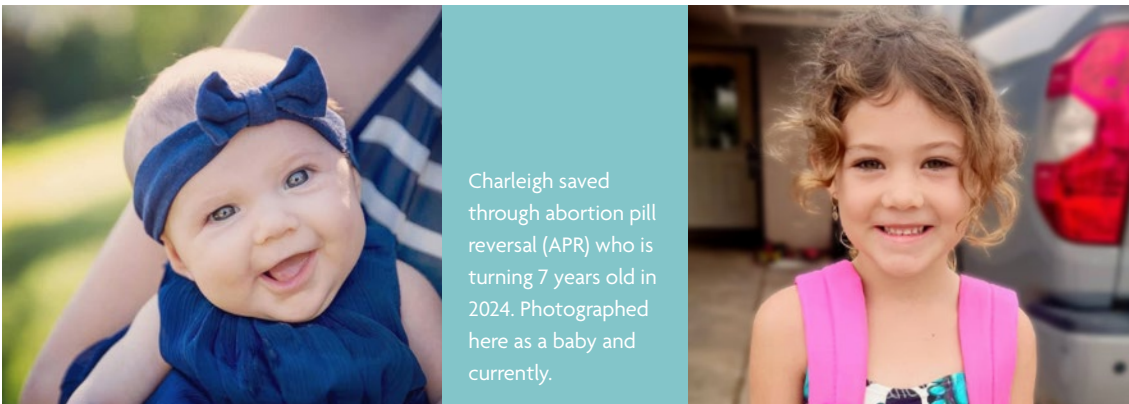 Charleigh saved
through abortion pill
reversal (APR) who is
turning 7 years old in
2024. Photographed
here as a baby and
currently.